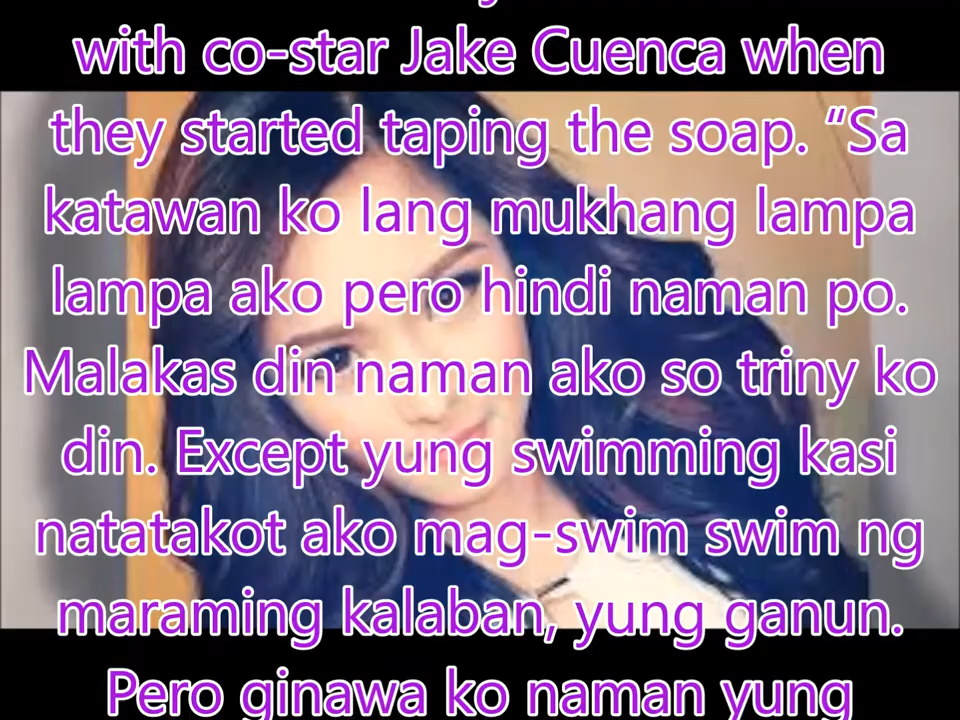 with co-star Jake Cuenca when
they started taping the soap. “Sa
katawan ko lang mukhang lampa
lampa ako pero hindi naman po.
Malakas din naman ako so triny ko
din. Except yung swimming kasi
natatakot ako mag-swim swim ng
maraming kalaban, yung ganun.
Pero ginawa ko naman yung